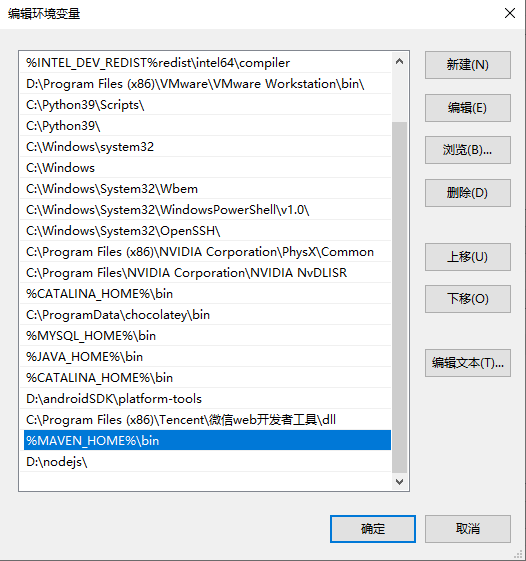 编辑环境变量
%INTEL_DEV_REDIST%redist\intel64\compiler
D:\Program Files (x86)\VMware\VMware Workstation\bin\
C:\Python39\Scripts\
C:\Python39\
C:\Windows\system32
C:\Windows
C:\Windows\System32\Wbem
C:\Windows\System32\WindowsPowerShell\v1.0\
C:\Windows\System32\OpenSSH\
C:\Program Files (x86)\NVIDIA Corporation\PhysX\Common
C:\Program Files\NVIDIA Corporation\NVIDIA NvDLISR
%CATALINA_HOME%\bin
C:\ProgramData\chocolatey\bin
%MYSQL_HOME%\bin
%JAVA_HOME%\bin
%CATALINA_HOME%\bin
D:\androidSDK\platform-tools
C:\Program Files (x86)\Tencent\微信web开发者工具\dll
%MAVEN_HOME%\bin
D:\nodejs\
新建(N)
编辑(E)
浏览(B)...
删除(D)
上移(U)
下移(O)
编辑文本(T)...
确定
取消